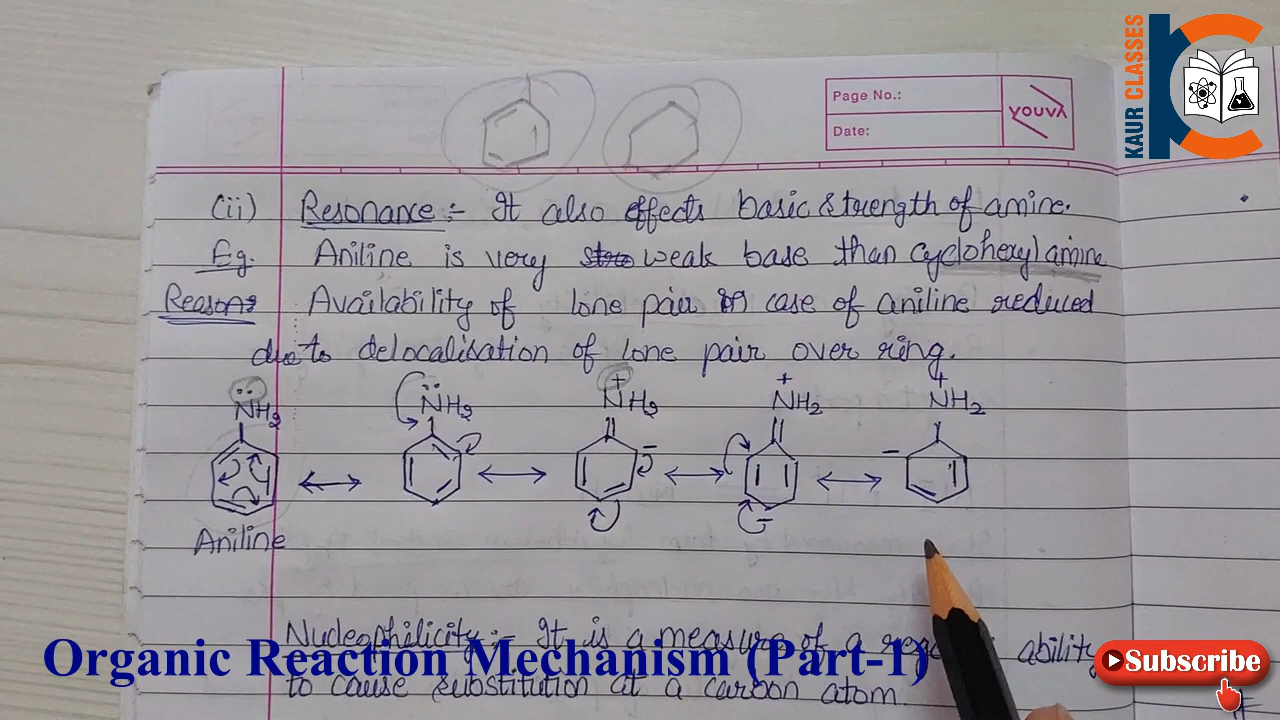 KAUR CLASSES
Page No.:
Date:
YOUVA
(ii) Resonance :- It also effects basic strength of amine.
Eg. Aniline is very weak base than cyclohexyl amine
Reason:- Availability of lone pair in case of aniline reduced
due to delocalisation of lone pair over ring.
NH2 NH2 + NH2 + NH2 + NH2
Aniline
Nucleophilicity :- It is a measure of a ability
to cause substitution at a carbon atom.
Organic Reaction Mechanism (Part-1)
Subscribe